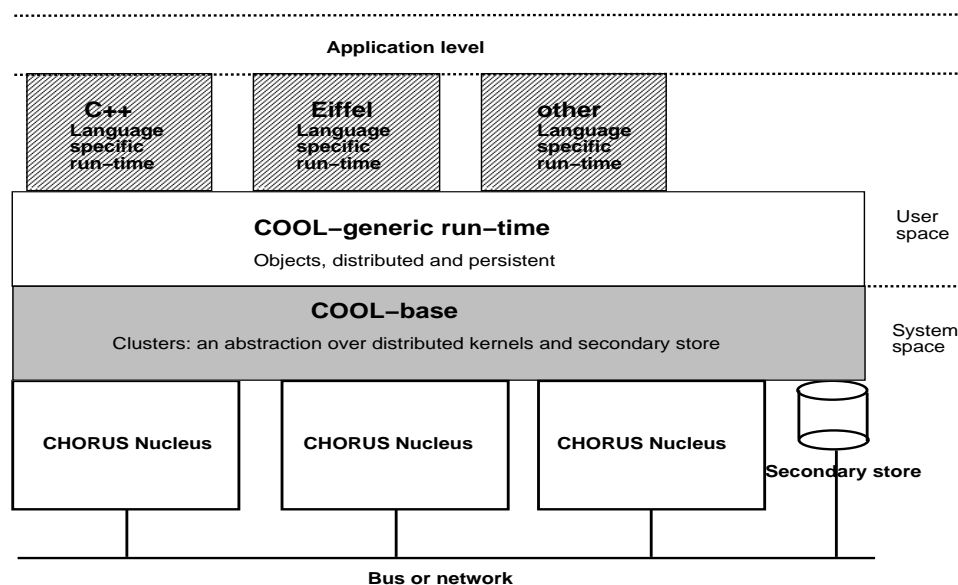 Application level
C++
Language
specific
run–time
Eiffel
Language
specific
run–time
other
Language
specific
run–time
COOL–generic run–time
Objects, distributed and persistent
User
space
COOL–base
Clusters: an abstraction over distributed kernels and secondary store
System
space
CHORUS Nucleus
CHORUS Nucleus
CHORUS Nucleus
Secondary store
Bus or network